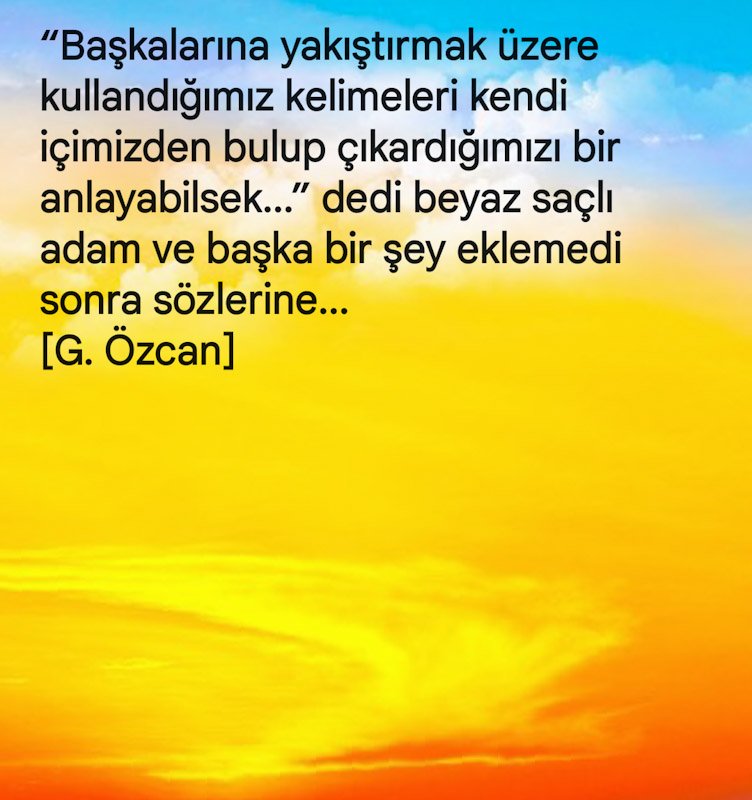 “Başkalarına yakıştırmak üzere
kullandığımız kelimeleri kendi
içimizden bulup çıkardığımızı bir
anlayabilsek...” dedi beyaz saçlı
adam ve başka bir şey eklemedi
sonra sözlerine...
[G. Özcan]